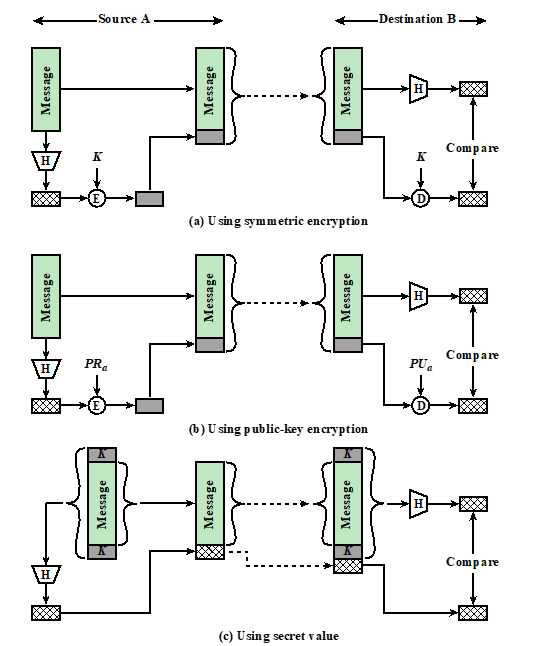 Source A
Destination B
Message
Message
Message
H
Compare
H
K
K
E
D
(a) Using symmetric encryption
Message
Message
Message
H
Compare
H
PRa
PUa
E
D
(b) Using public-key encryption
K
K
Message
Message
Message
H
K
K
Compare
H
(c) Using secret value